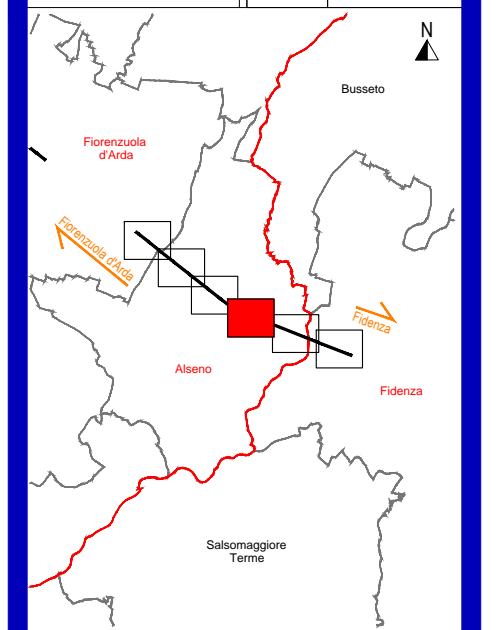 N
Busseto
Fiorenzuola
d'Arda
Fiorenzuola d'Arda
Fidenza
Alseno
Fidenza
Salsomaggiore
Terme